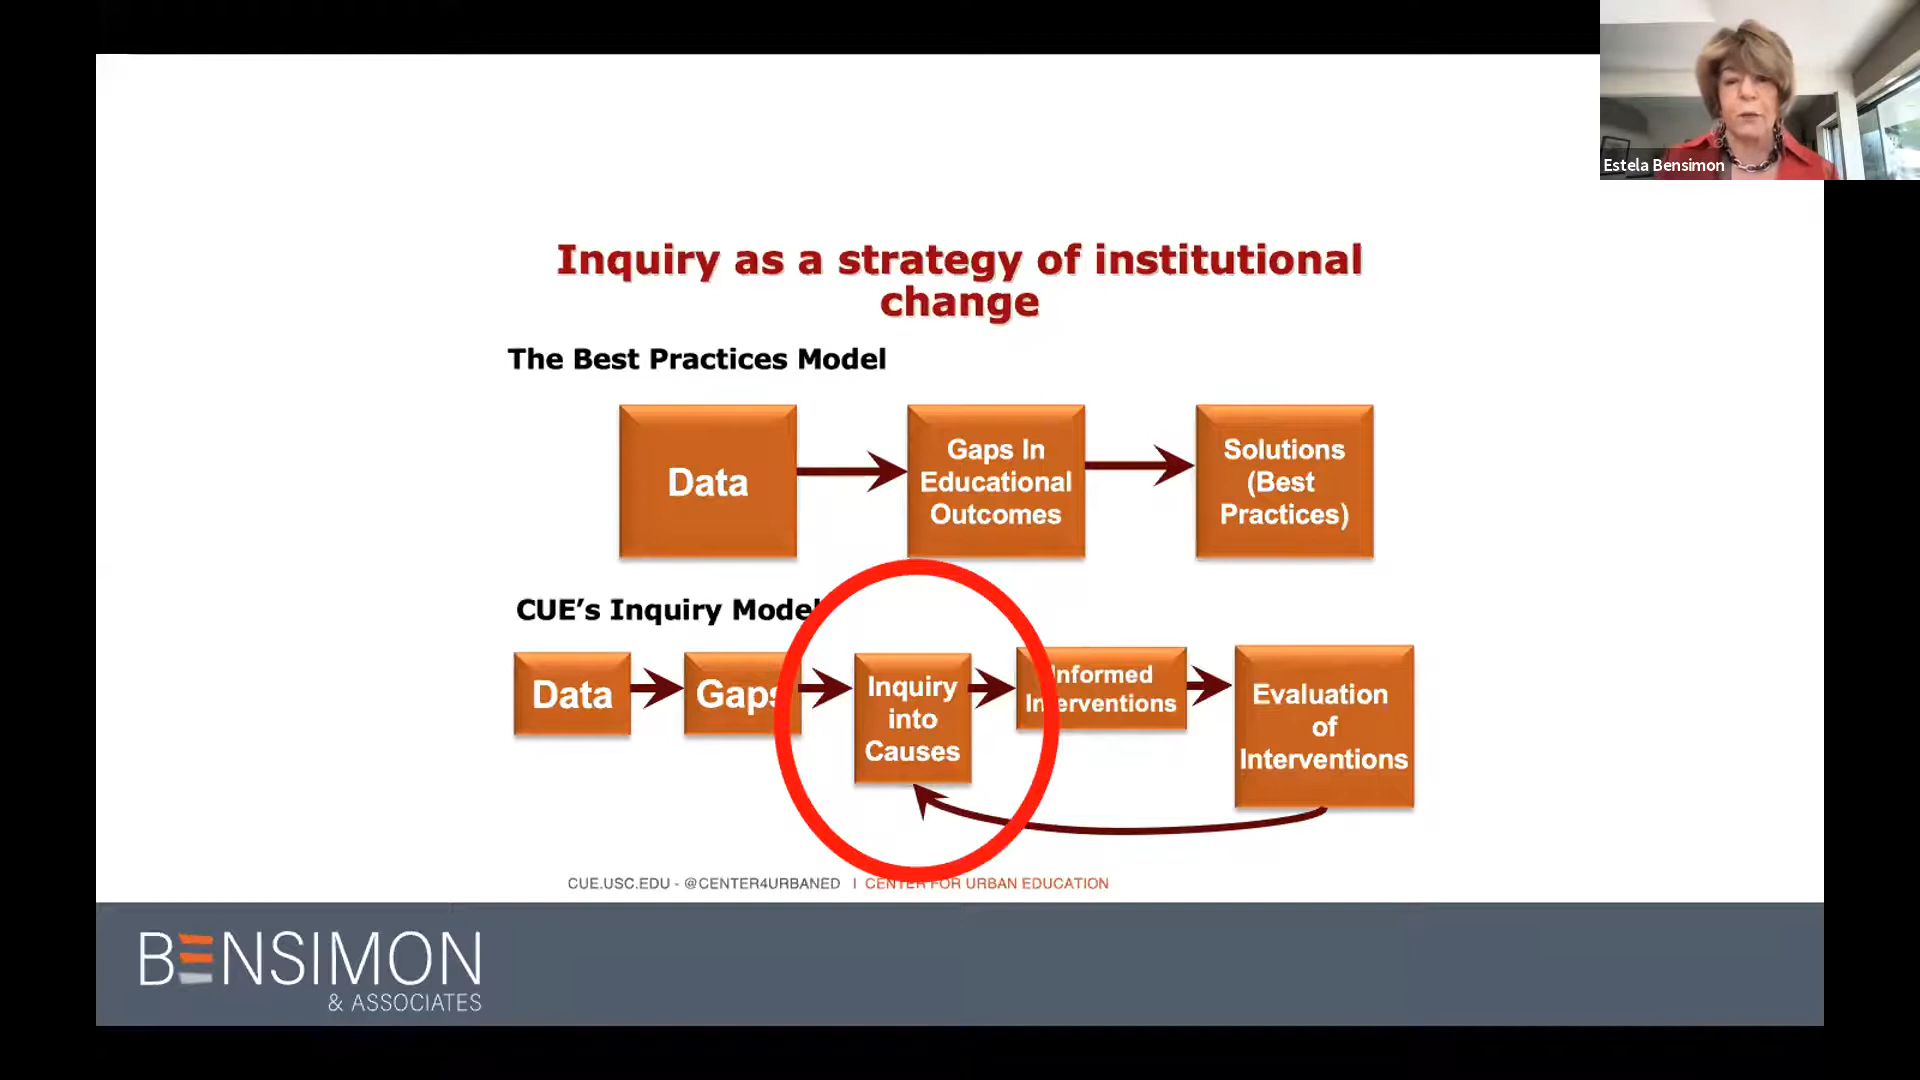 Estela Bensimon
Inquiry as a strategy of institutional
change
The Best Practices Model
Data
Gaps In
Educational
Outcomes
Solutions
(Best
Practices)
CUE's Inquiry Model
Data
Gaps
Inquiry
into
Causes
Informed
Interventions
Evaluation
of
Interventions
CUE.USC.EDU - @CENTER4URBANED | CENTER FOR URBAN EDUCATION
BENSIMON
& ASSOCIATES